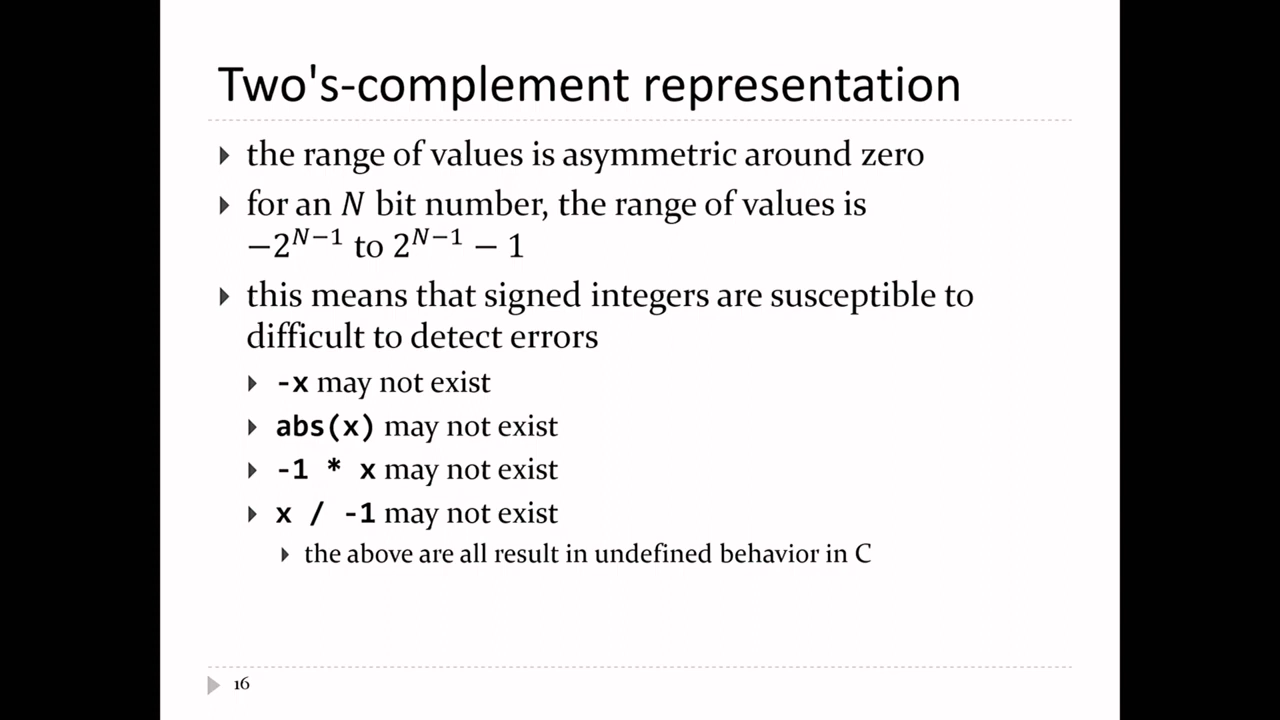 Two's-complement representation
the range of values is asymmetric around zero
for an N bit number, the range of values is
−2^{N−1} to 2^{N−1} − 1
this means that signed integers are susceptible to
difficult to detect errors
-x may not exist
abs(x) may not exist
-1 * x may not exist
x / -1 may not exist
the above are all result in undefined behavior in C
16